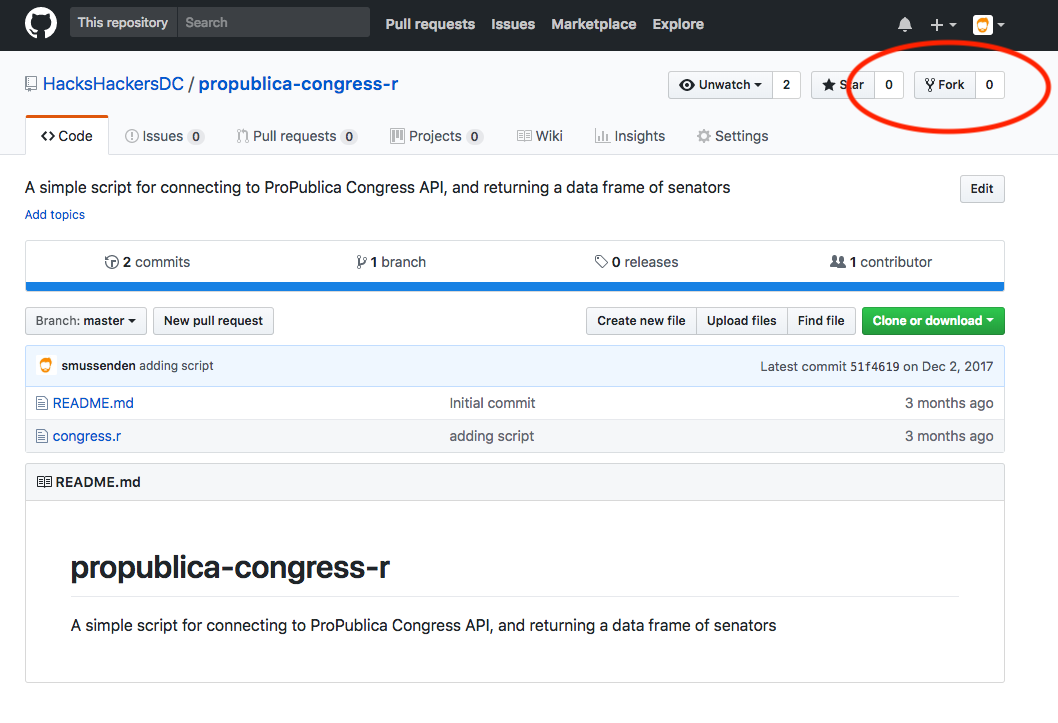 This repository Search Pull requests Issues Marketplace Explore
HacksHackersDC / propublica-congress-r Unwatch 2 Star 0 Fork 0
Code Issues 0 Pull requests 0 Projects 0 Wiki Insights Settings
A simple script for connecting to ProPublica Congress API, and returning a data frame of senators Edit
Add topics
2 commits 1 branch 0 releases 1 contributor
Branch: master New pull request Create new file Upload files Find file Clone or download
smussenden adding script Latest commit 51f4619 on Dec 2, 2017
README.md Initial commit 3 months ago
congress.r adding script 3 months ago
README.md
propublica-congress-r
A simple script for connecting to ProPublica Congress API, and returning a data frame of senators